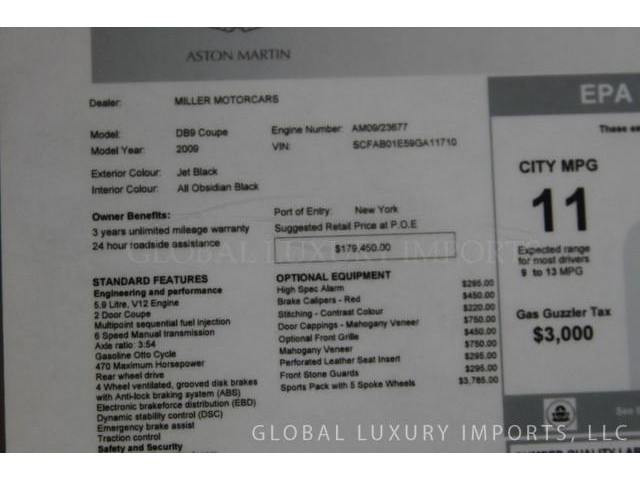 ASTON MARTIN
Dealer: MILLER MOTORCARS
Model: DB9 Coupe
Engine Number: AM09/23677
Model Year: 2009
VIN: SCFAB01E59GA11710
Exterior Colour: Jet Black
Interior Colour: All Obsidian Black
Owner Benefits:
3 years unlimited mileage warranty
24 hour roadside assistance
Port of Entry: New York
Suggested Retail Price at P.O.E
$179,450.00
GLOBAL LUXURY IMPORTS
STANDARD FEATURES
Engineering and performance
5.9 Litre, V12 Engine
2 Door Coupe
Multipoint sequential fuel Injection
6 Speed Manual transmission
Axle ratio: 3:54
Gasoline Otto Cycle
470 Maximum Horsepower
Rear wheel drive
4 Wheel ventilated, grooved disk brakes
with Anti-lock braking system (ABS)
Electronic brakeforce distribution (EBD)
Dynamic stability control (DSC)
Emergency brake assist
Traction control
Safety and Security
OPTIONAL EQUIPMENT
High Spec Alarm $295.00
Brake Calipers - Red $450.00
Stitching - Contrast Colour $220.00
Door Cappings - Mahogany Veneer $750.00
Optional Front Grille $450.00
Mahogany Veneer $750.00
Perforated Leather Seat Insert $295.00
Front Stone Guards $295.00
Sports Pack with 5 Spoke Wheels $3,785.00
EPA
These
CITY MPG
11
Expected range
for most drivers
9 to 13 MPG
Gas Guzzler Tax
$3,000
See
GLOBAL LUXURY IMPORTS, LLC